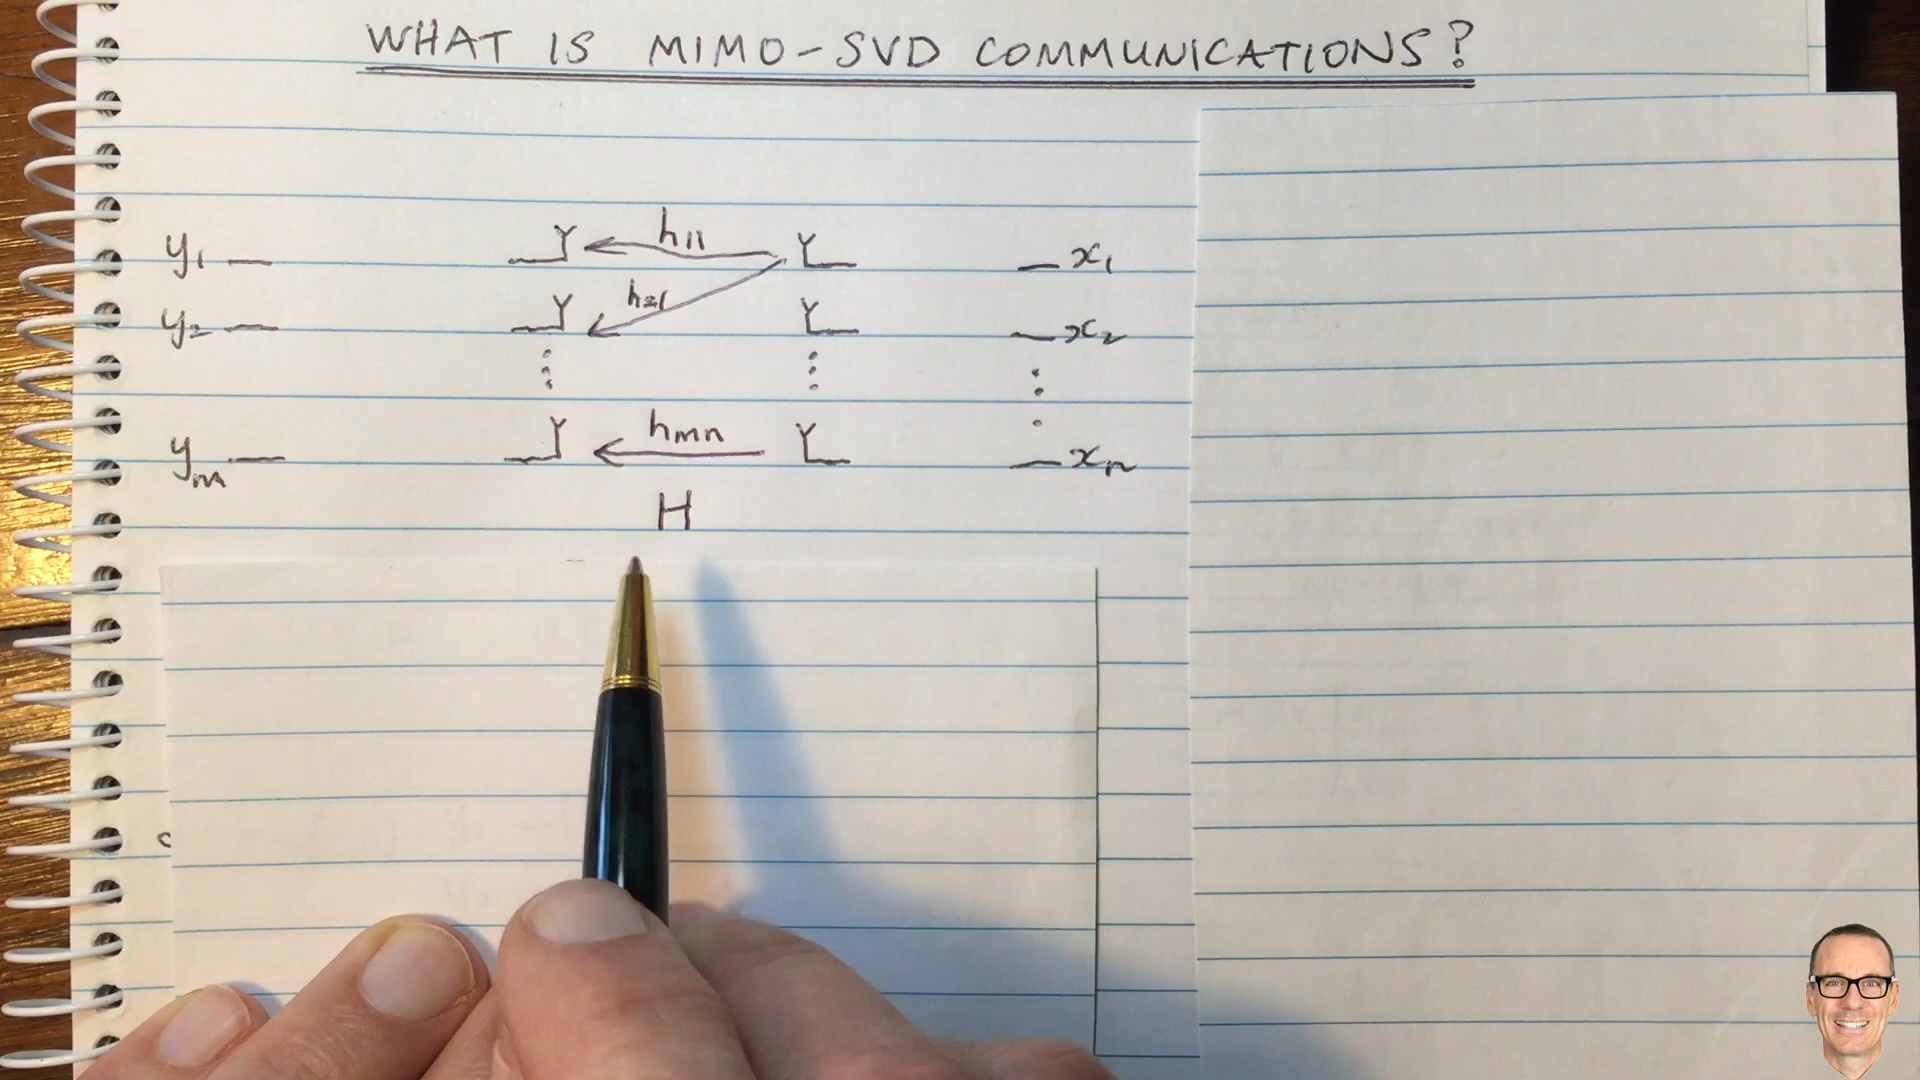 WHAT IS MIMO-SVD COMMUNICATIONS?
y1 h11 x1
y2 h21 x2
ym hmn xn
H